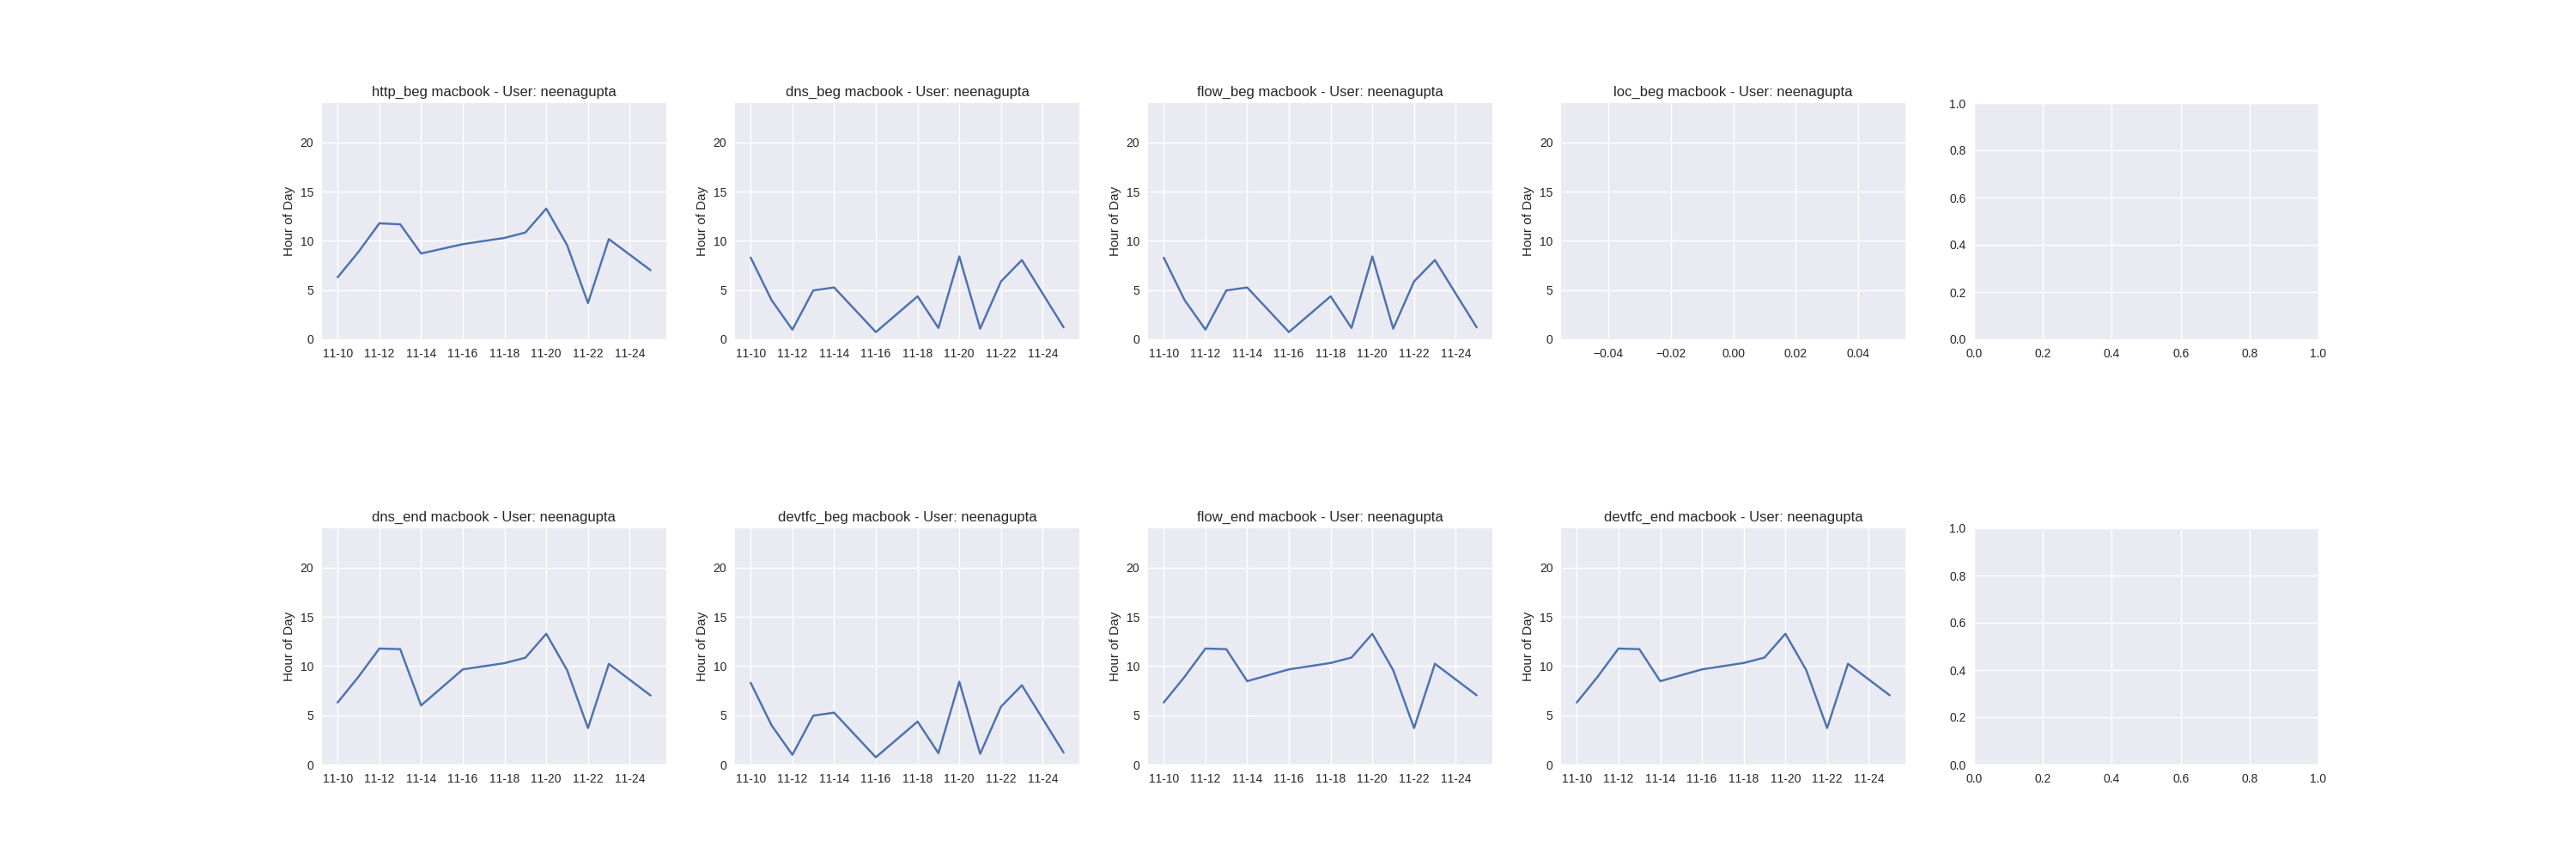 http_beg macbook - User: neenagupta
Hour of Day
20
15
10
5
0
11-10 11-12 11-14 11-16 11-18 11-20 11-22 11-24
dns_beg macbook - User: neenagupta
Hour of Day
20
15
10
5
0
11-10 11-12 11-14 11-16 11-18 11-20 11-22 11-24
flow_beg macbook - User: neenagupta
Hour of Day
20
15
10
5
0
11-10 11-12 11-14 11-16 11-18 11-20 11-22 11-24
loc_beg macbook - User: neenagupta
Hour of Day
20
15
10
5
0
−0.04 −0.02 0.00 0.02 0.04
1.0
0.8
0.6
0.4
0.2
0.0
0.0 0.2 0.4 0.6 0.8 1.0
dns_end macbook - User: neenagupta
Hour of Day
20
15
10
5
0
11-10 11-12 11-14 11-16 11-18 11-20 11-22 11-24
devtfc_beg macbook - User: neenagupta
Hour of Day
20
15
10
5
0
11-10 11-12 11-14 11-16 11-18 11-20 11-22 11-24
flow_end macbook - User: neenagupta
Hour of Day
20
15
10
5
0
11-10 11-12 11-14 11-16 11-18 11-20 11-22 11-24
devtfc_end macbook - User: neenagupta
Hour of Day
20
15
10
5
0
11-10 11-12 11-14 11-16 11-18 11-20 11-22 11-24
1.0
0.8
0.6
0.4
0.2
0.0
0.0 0.2 0.4 0.6 0.8 1.0